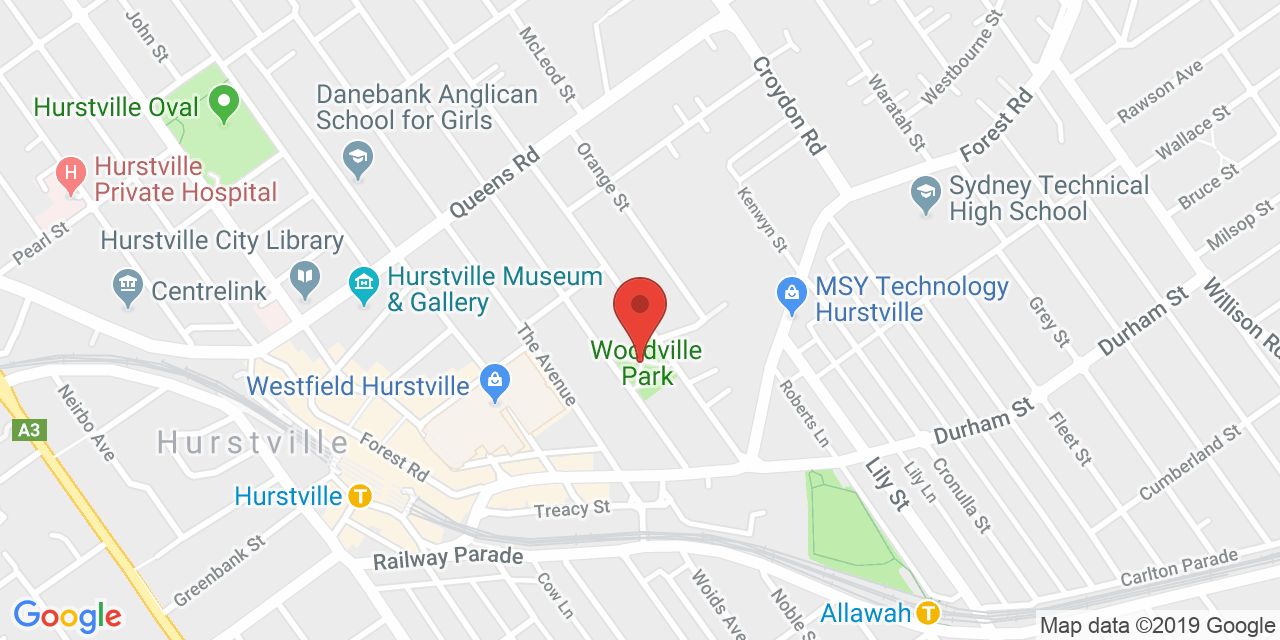 John St
McLeod St
Croydon Rd
Westbourne St
Waratah St
Rawson Ave
Forest Rd
Wallace St
Hurstville Oval
Danebank Anglican
School for Girls
Hurstville
Private Hospital
Queens Rd
Orange St
Kenwyn St
Sydney Technical
High School
Bruce St
Milsop St
Pearl St
Hurstville City Library
Centrelink
Hurstville Museum
& Gallery
MSY Technology
Hurstville
Grey St
Durham St
Willison Rd
The Avenue
Woodville
Park
Westfield Hurstville
Neirbo Ave
A3
Hurstville
Forest Rd
Roberts Ln
Durham St
Fleet St
Cumberland St
Lily St
Lily Ln
Cronulla St
Hurstville
T
Treacy St
Railway Parade
Greenbank St
Cow Ln
Wolds Ave
Noble S
Carlton Parade
Allawah
T
H
Google
Map data ©2019 Google